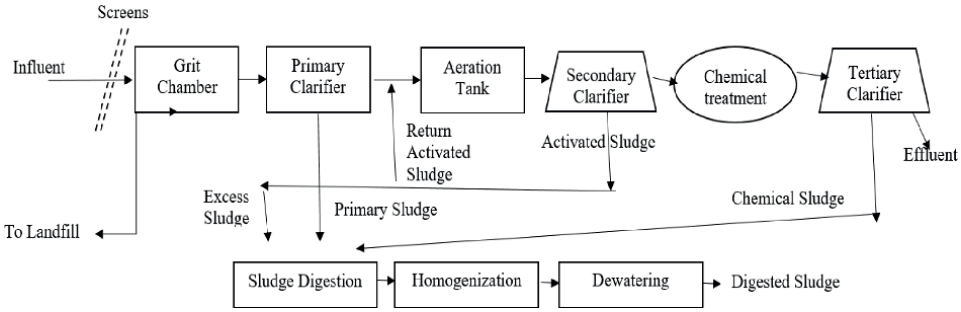 Screens
Influent
Grit
Chamber
Primary
Clarifier
Aeration
Tank
Secondary
Clarifier
Chemical
treatment
Tertiary
Clarifier
Return
Activated
Sludge
Activated Sludge
Effluent
Excess
Sludge
Primary Sludge
Chemical Sludge
To Landfill
Sludge Digestion
Homogenization
Dewatering
Digested Sludge